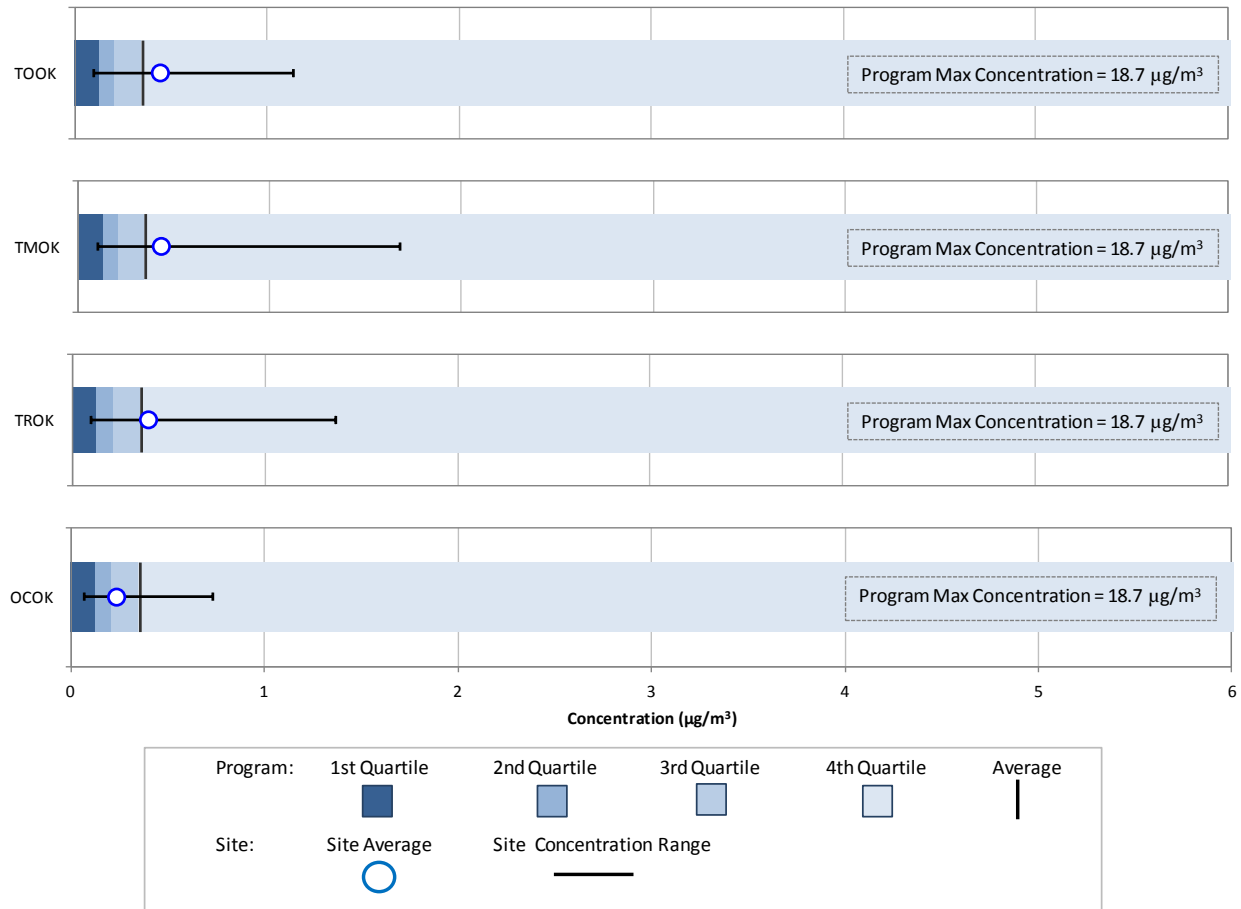 TOOK
Program Max Concentration = 18.7 µg/m³
TMOK
Program Max Concentration = 18.7 µg/m³
TROK
Program Max Concentration = 18.7 µg/m³
OCOK
Program Max Concentration = 18.7 µg/m³
0 1 2 3 4 5 6
Concentration (µg/m³)
Program: 1st Quartile 2nd Quartile 3rd Quartile 4th Quartile Average
Site: Site Average Site Concentration Range